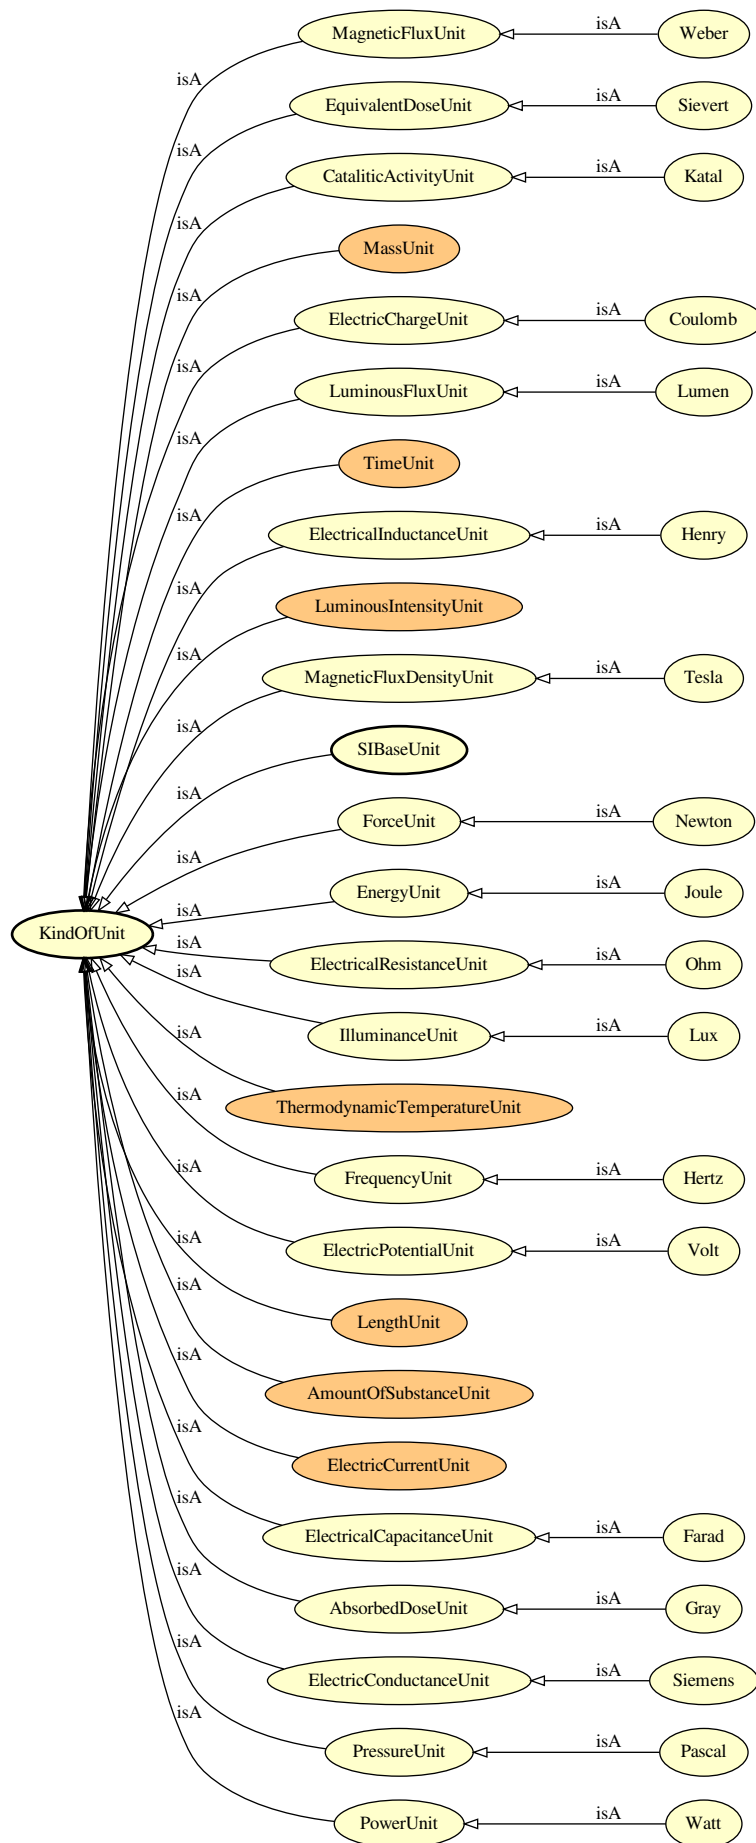 MagneticFluxUnit isA Weber
isA
EquivalentDoseUnit isA Sievert
isA
CataliticActivityUnit isA Katal
isA
MassUnit
isA
ElectricChargeUnit isA Coulomb
isA
LuminousFluxUnit isA Lumen
isA
TimeUnit
isA
ElectricalInductanceUnit isA Henry
isA
LuminousIntensityUnit
isA
MagneticFluxDensityUnit isA Tesla
isA
SIBaseUnit
isA
ForceUnit isA Newton
isA
EnergyUnit isA Joule
isA
KindOfUnit
isA
ElectricalResistanceUnit isA Ohm
isA
IlluminanceUnit isA Lux
isA
ThermodynamicTemperatureUnit
isA
FrequencyUnit isA Hertz
isA
ElectricPotentialUnit isA Volt
isA
LengthUnit
isA
AmountOfSubstanceUnit
isA
ElectricCurrentUnit
isA
ElectricalCapacitanceUnit isA Farad
isA
AbsorbedDoseUnit isA Gray
isA
ElectricConductanceUnit isA Siemens
isA
PressureUnit isA Pascal
isA
PowerUnit isA Watt